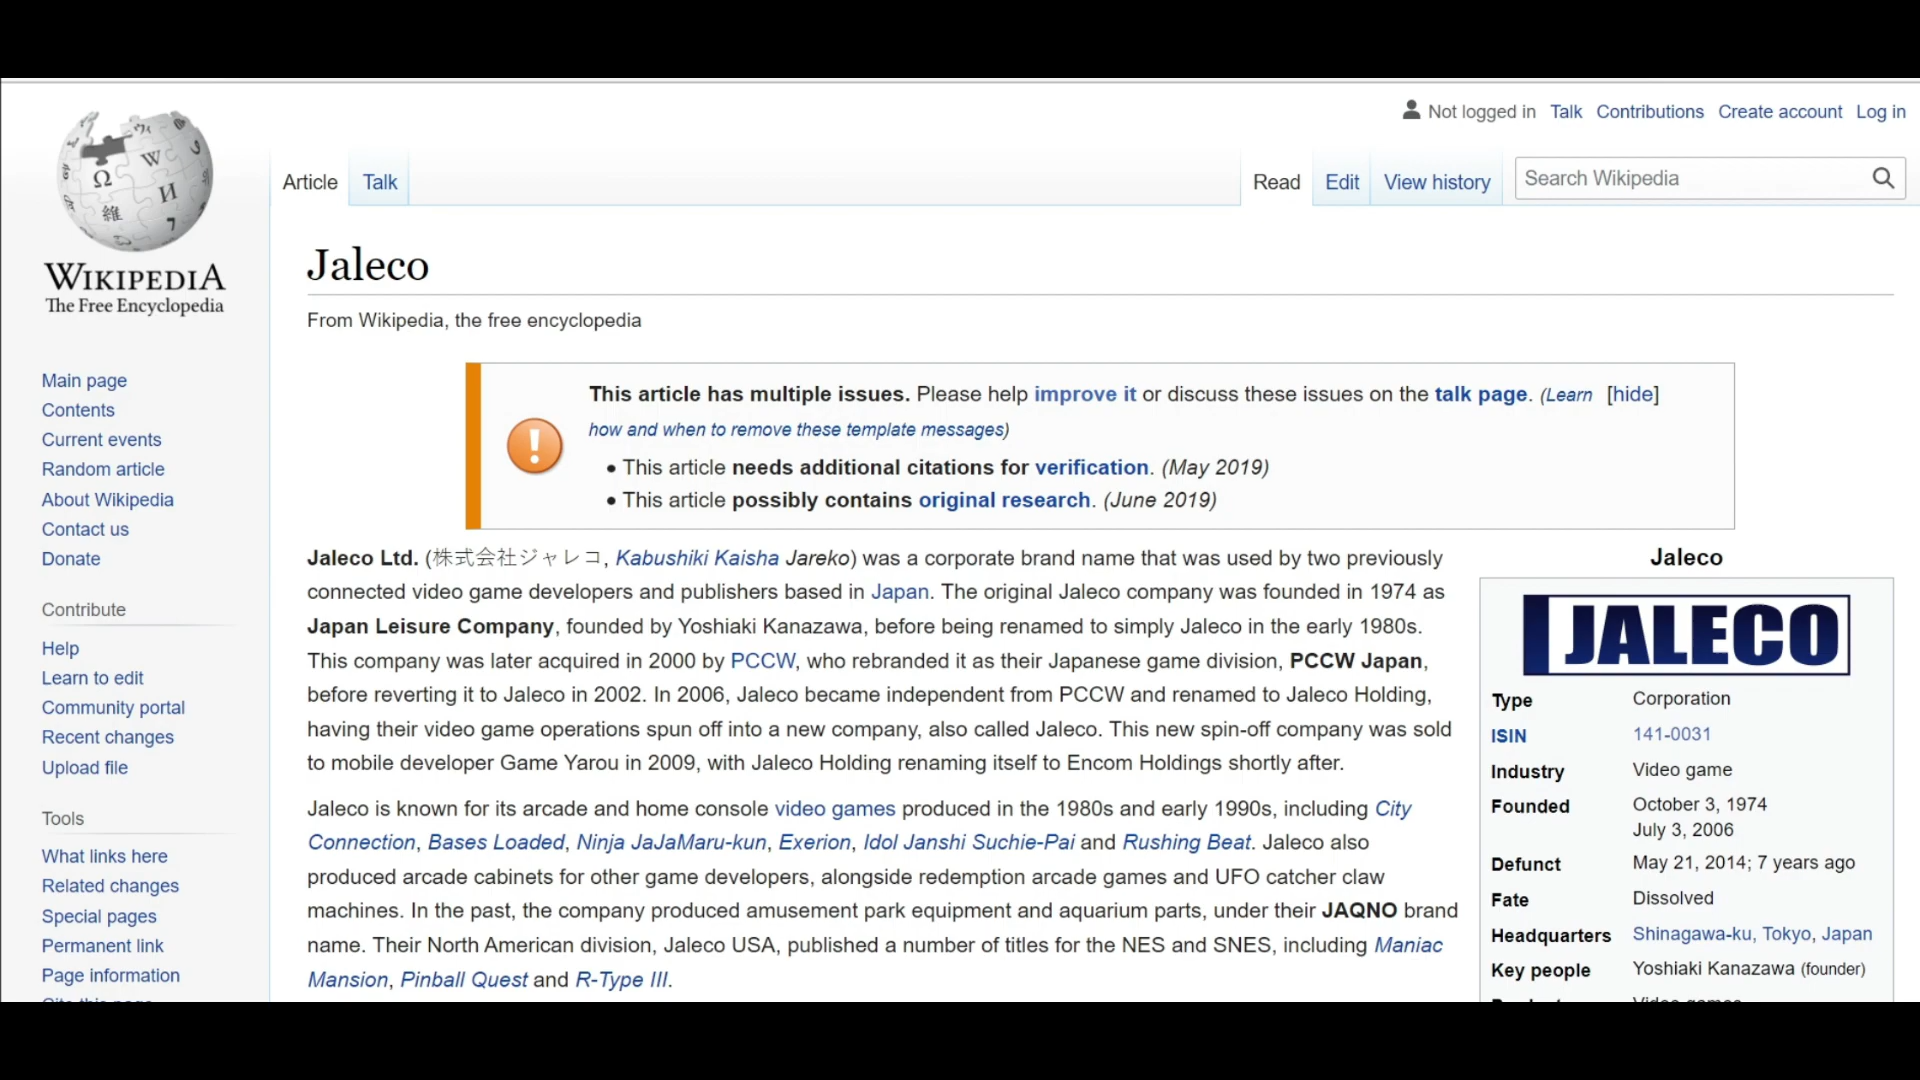 Not logged in Talk Contributions Create account Log in
Article Talk Read Edit View history Search Wikipedia
WIKIPEDIA
The Free Encyclopedia
Main page
Contents
Current events
Random article
About Wikipedia
Contact us
Donate
Contribute
Help
Learn to edit
Community portal
Recent changes
Upload file
Tools
What links here
Related changes
Special pages
Permanent link
Page information
Cite this page
Jaleco
From Wikipedia, the free encyclopedia
This article has multiple issues. Please help improve it or discuss these issues on the talk page. (Learn [hide]
how and when to remove these template messages)
• This article needs additional citations for verification. (May 2019)
• This article possibly contains original research. (June 2019)
Jaleco Ltd. (株式会社ジャレコ, Kabushiki Kaisha Jareko) was a corporate brand name that was used by two previously
connected video game developers and publishers based in Japan. The original Jaleco company was founded in 1974 as
Japan Leisure Company, founded by Yoshiaki Kanazawa, before being renamed to simply Jaleco in the early 1980s.
This company was later acquired in 2000 by PCCW, who rebranded it as their Japanese game division, PCCW Japan,
before reverting it to Jaleco in 2002. In 2006, Jaleco became independent from PCCW and renamed to Jaleco Holding,
having their video game operations spun off into a new company, also called Jaleco. This new spin-off company was sold
to mobile developer Game Yarou in 2009, with Jaleco Holding renaming itself to Encom Holdings shortly after.
Jaleco is known for its arcade and home console video games produced in the 1980s and early 1990s, including City
Connection, Bases Loaded, Ninja JaJaMaru-kun, Exerion, Idol Janshi Suchie-Pai and Rushing Beat. Jaleco also
produced arcade cabinets for other game developers, alongside redemption arcade games and UFO catcher claw
machines. In the past, the company produced amusement park equipment and aquarium parts, under their JAQNO brand
name. Their North American division, Jaleco USA, published a number of titles for the NES and SNES, including Maniac
Mansion, Pinball Quest and R-Type III.
Jaleco
JALECO
Type Corporation
ISIN 141-0031
Industry Video game
Founded October 3, 1974
July 3, 2006
Defunct May 21, 2014; 7 years ago
Fate Dissolved
Headquarters Shinagawa-ku, Tokyo, Japan
Key people Yoshiaki Kanazawa (founder)